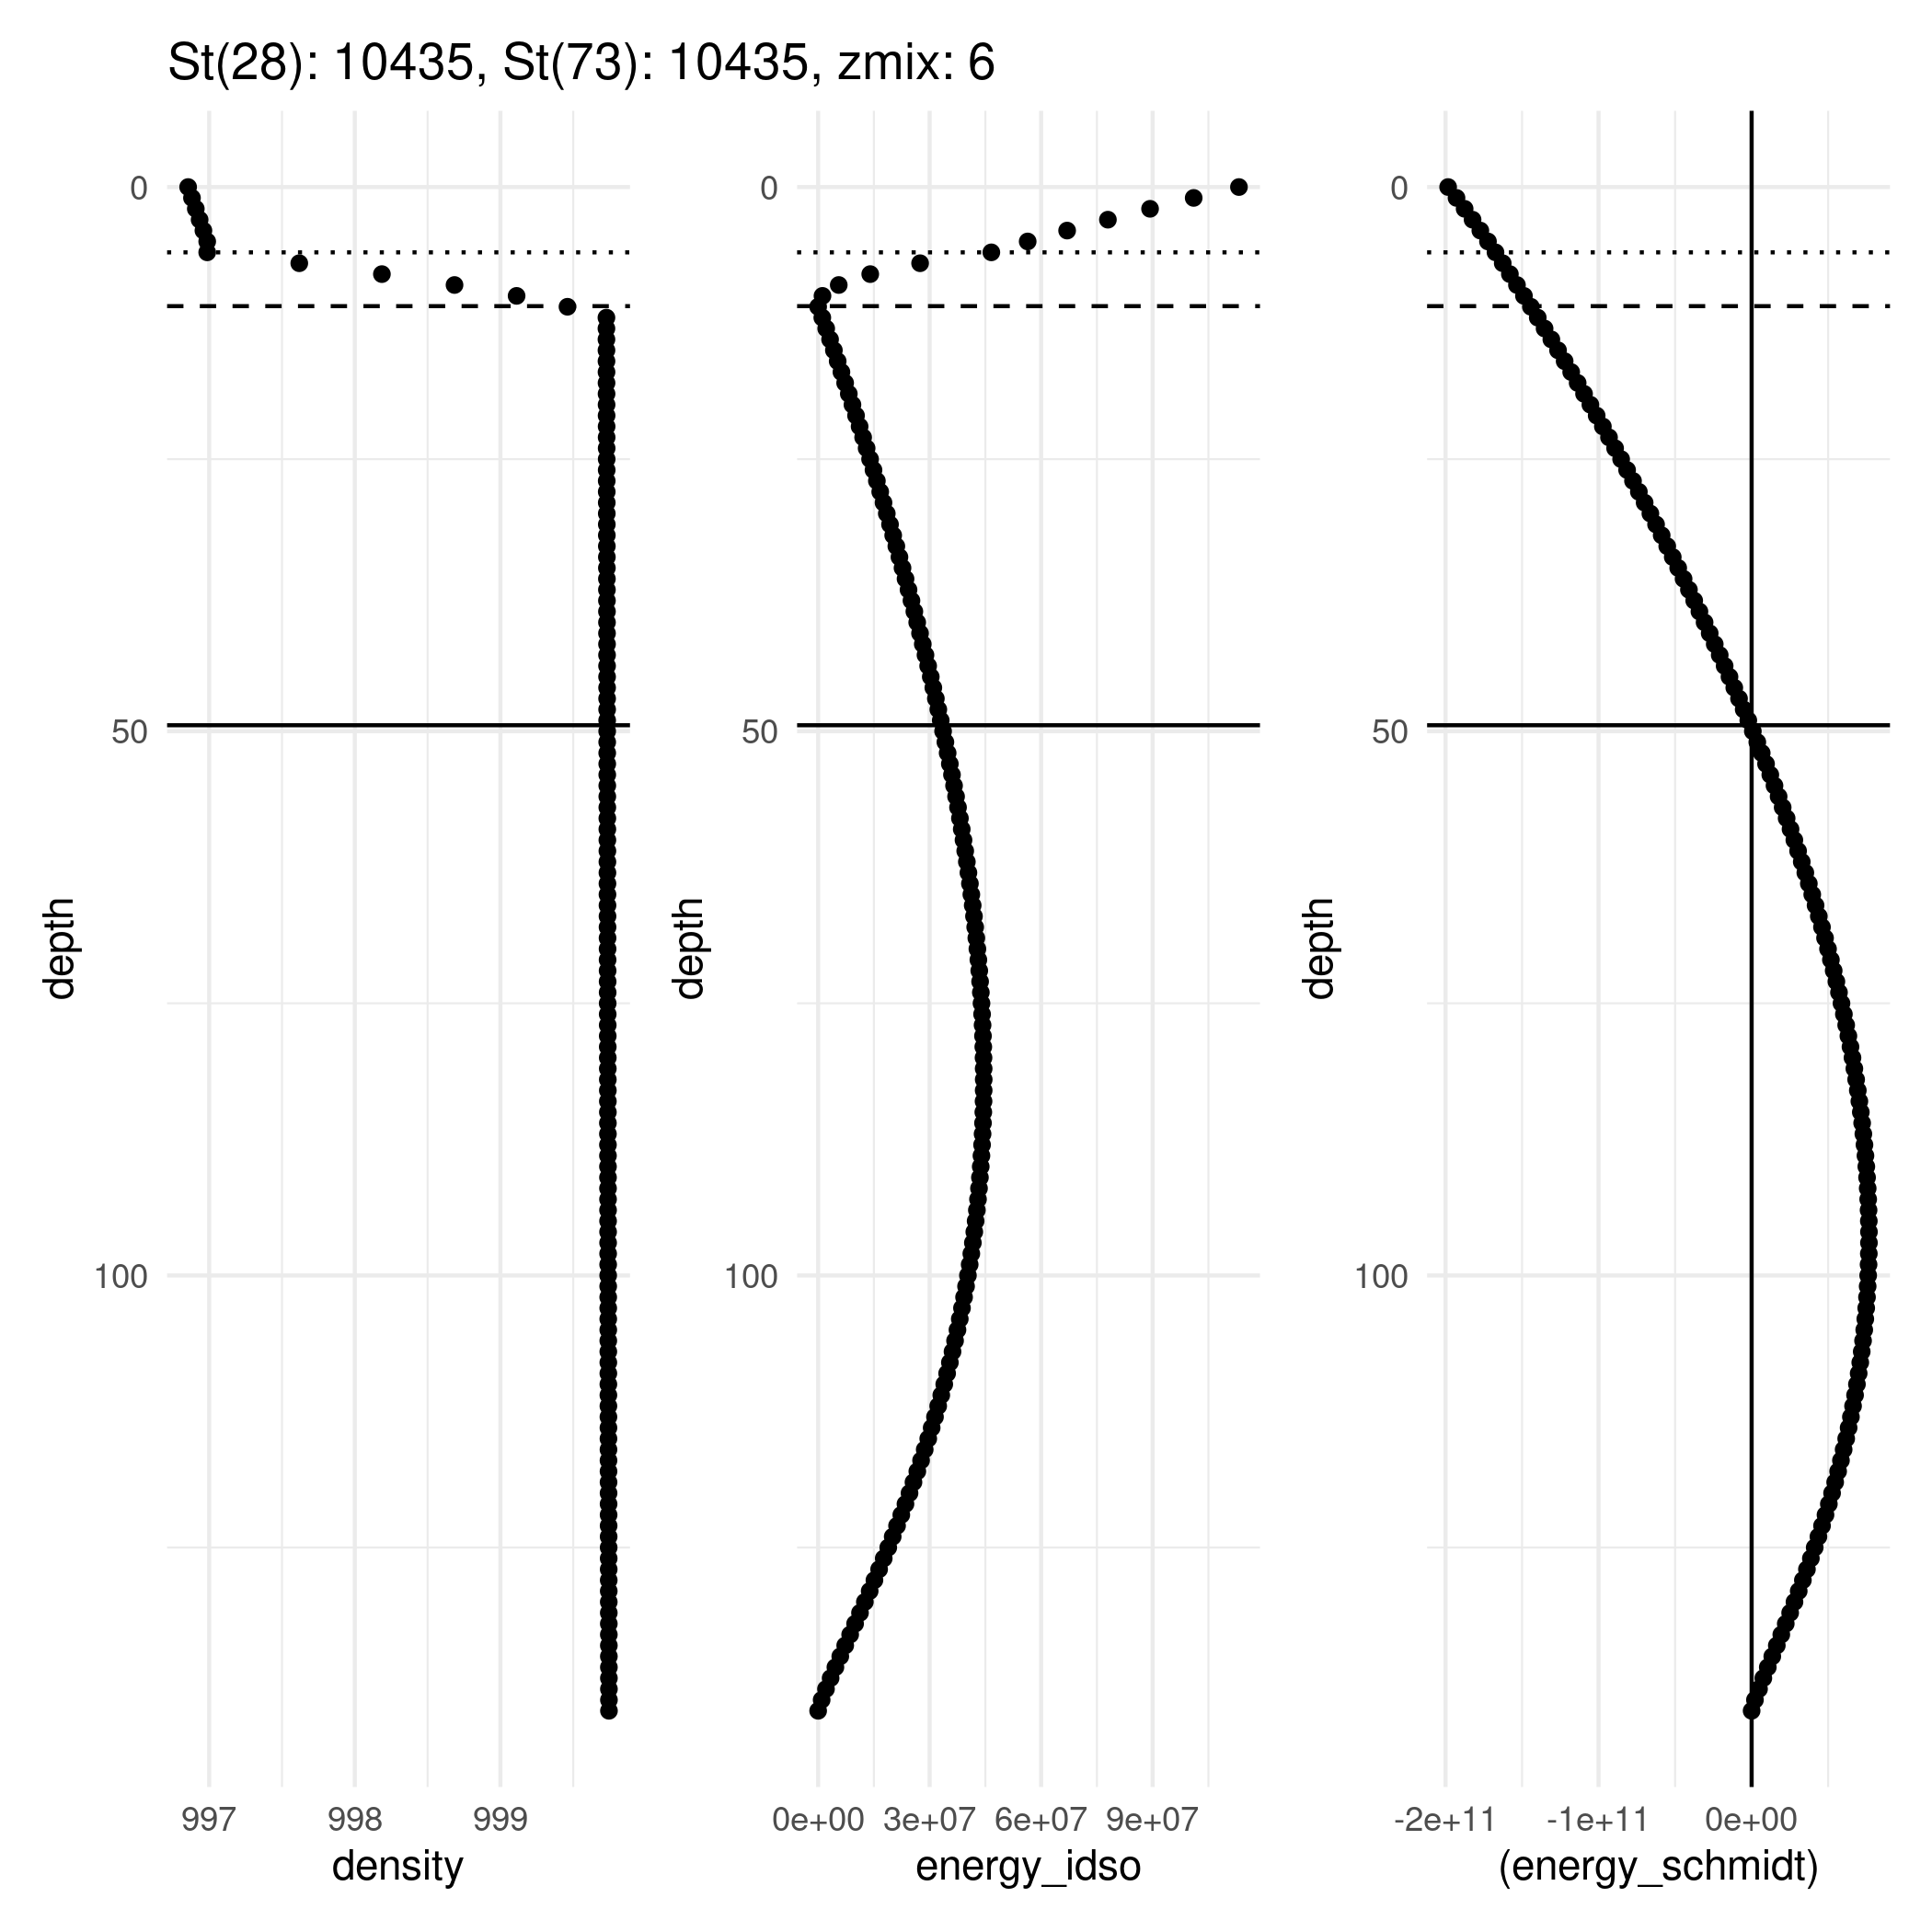 St(28): 10435, St(73): 10435, zmix: 6
0
50
100
depth
997 998 999
density
0
50
100
depth
0e+00 3e+07 6e+07 9e+07
energy_idso
0
50
100
depth
-2e+11 -1e+11 0e+00
(energy_schmidt)